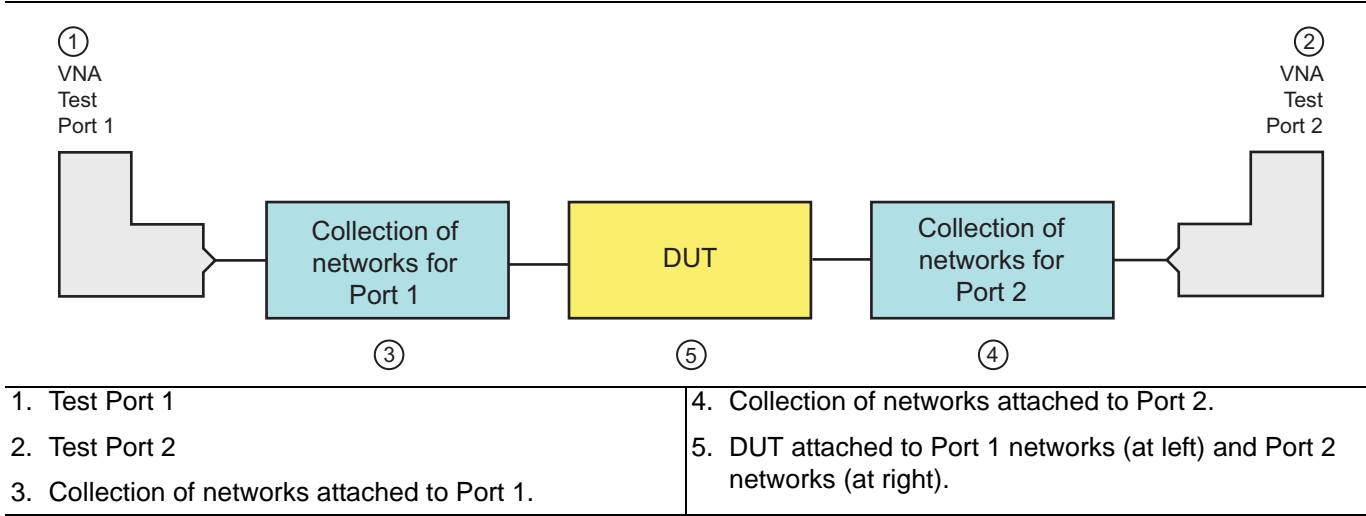 1
VNA
Test
Port 1
2
VNA
Test
Port 2
Collection of
networks for
Port 1
DUT
Collection of
networks for
Port 2
3
5
4
1. Test Port 1
2. Test Port 2
3. Collection of networks attached to Port 1.
4. Collection of networks attached to Port 2.
5. DUT attached to Port 1 networks (at left) and Port 2
networks (at right).